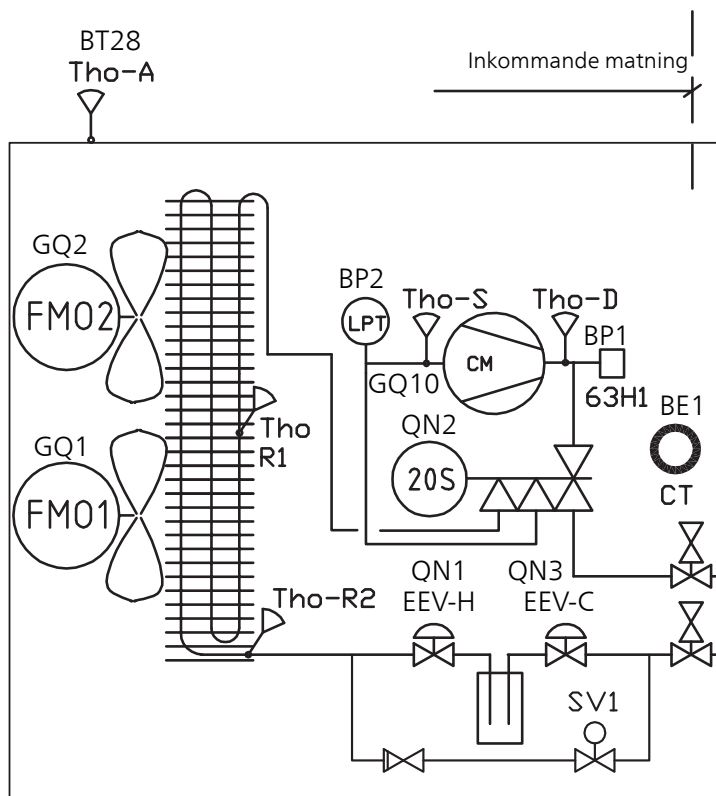 BT28
Tho-A
Inkommande matning
GQ2
FM02
BP2
LPT
Tho-S
Tho-D
BP1
GQ10
CM
63H1
BE1
CT
Tho
R1
QN2
20S
GQ1
FM01
QN1
EEV-H
QN3
EEV-C
Tho-R2
SV1